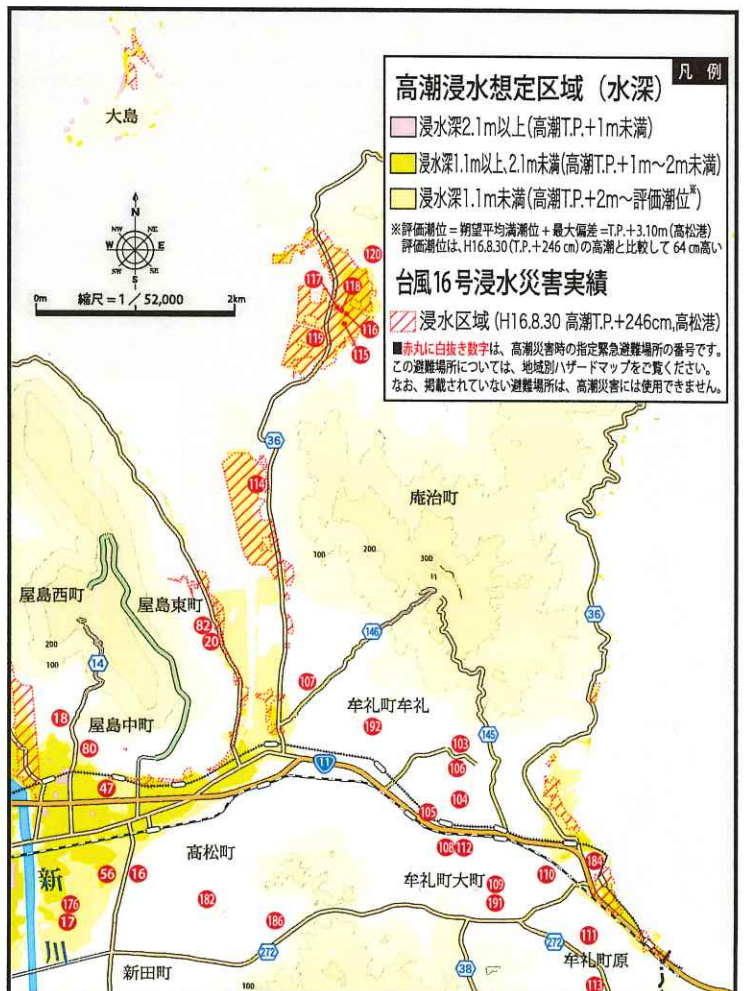 凡 例
高潮浸水想定区域（水深）
浸水深2.1m以上(高潮T.P.+1m未満)
浸水深1.1m以上、2.1m未満(高潮T.P.+1m～2m未満)
浸水深1.1m未満(高潮T.P.+2m～評価潮位※)
※評価潮位 = 朔望平均満潮位 + 最大偏差 =T.P.+3.10m(高松港)
評価潮位は、H16.8.30(T.P.+246 cm)の高潮と比較して 64 cm高い
台風16号浸水災害実績
浸水区域 (H16.8.30 高潮T.P.+246cm,高松港)
■赤丸に白抜き数字は、高潮災害時の指定緊急避難場所の番号です。
この避難場所については、地域別ハザードマップをご覧ください。
なお、掲載されていない避難場所は、高潮災害には使用できません。
大島
N
NW NE
W E
SW SE
S
0m 縮尺＝1／52,000 2km
120
117
118
116
119
115
36
114
庵治町
100 200 300
屋島西町
屋島東町
82
20
146
36
200
100
14
107
18
屋島中町
80
牟礼町牟礼
192
145
103
106
11
47
104
105
高松町
108 112
184
新
56
16
牟礼町大町
109
110
182
191
176
17
186
川
272
272
111
新田町
牟礼町原
100
38
113